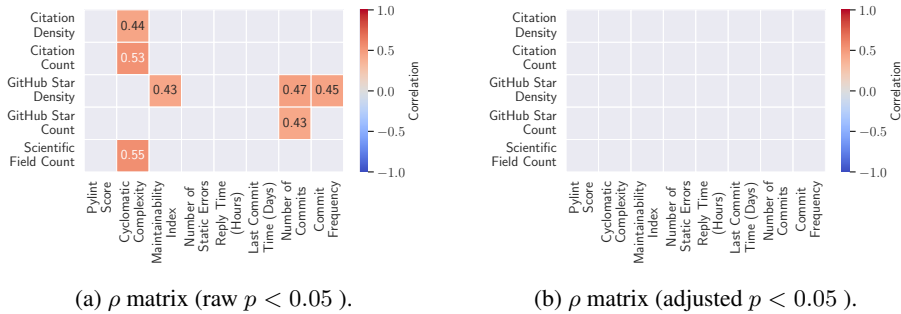 Citation
Density
Citation
Count
GitHub Star
Density
GitHub Star
Count
Scientific
Field Count
0.44
0.53
0.43
0.47
0.45
0.43
0.55
Pylint
Score
Cyclomatic
Complexity
Maintainability
Index
Number of
Static Errors
Reply Time
(Hours)
Last Commit
Time (Days)
Number of
Commits
Commit
Frequency
1.0
0.5
0.0
−0.5
−1.0
Correlation
(a) ρ matrix (raw p < 0.05 ).
Citation
Density
Citation
Count
GitHub Star
Density
GitHub Star
Count
Scientific
Field Count
Pylint
Score
Cyclomatic
Complexity
Maintainability
Index
Number of
Static Errors
Reply Time
(Hours)
Last Commit
Time (Days)
Number of
Commits
Commit
Frequency
1.0
0.5
0.0
−0.5
−1.0
Correlation
(b) ρ matrix (adjusted p < 0.05 ).